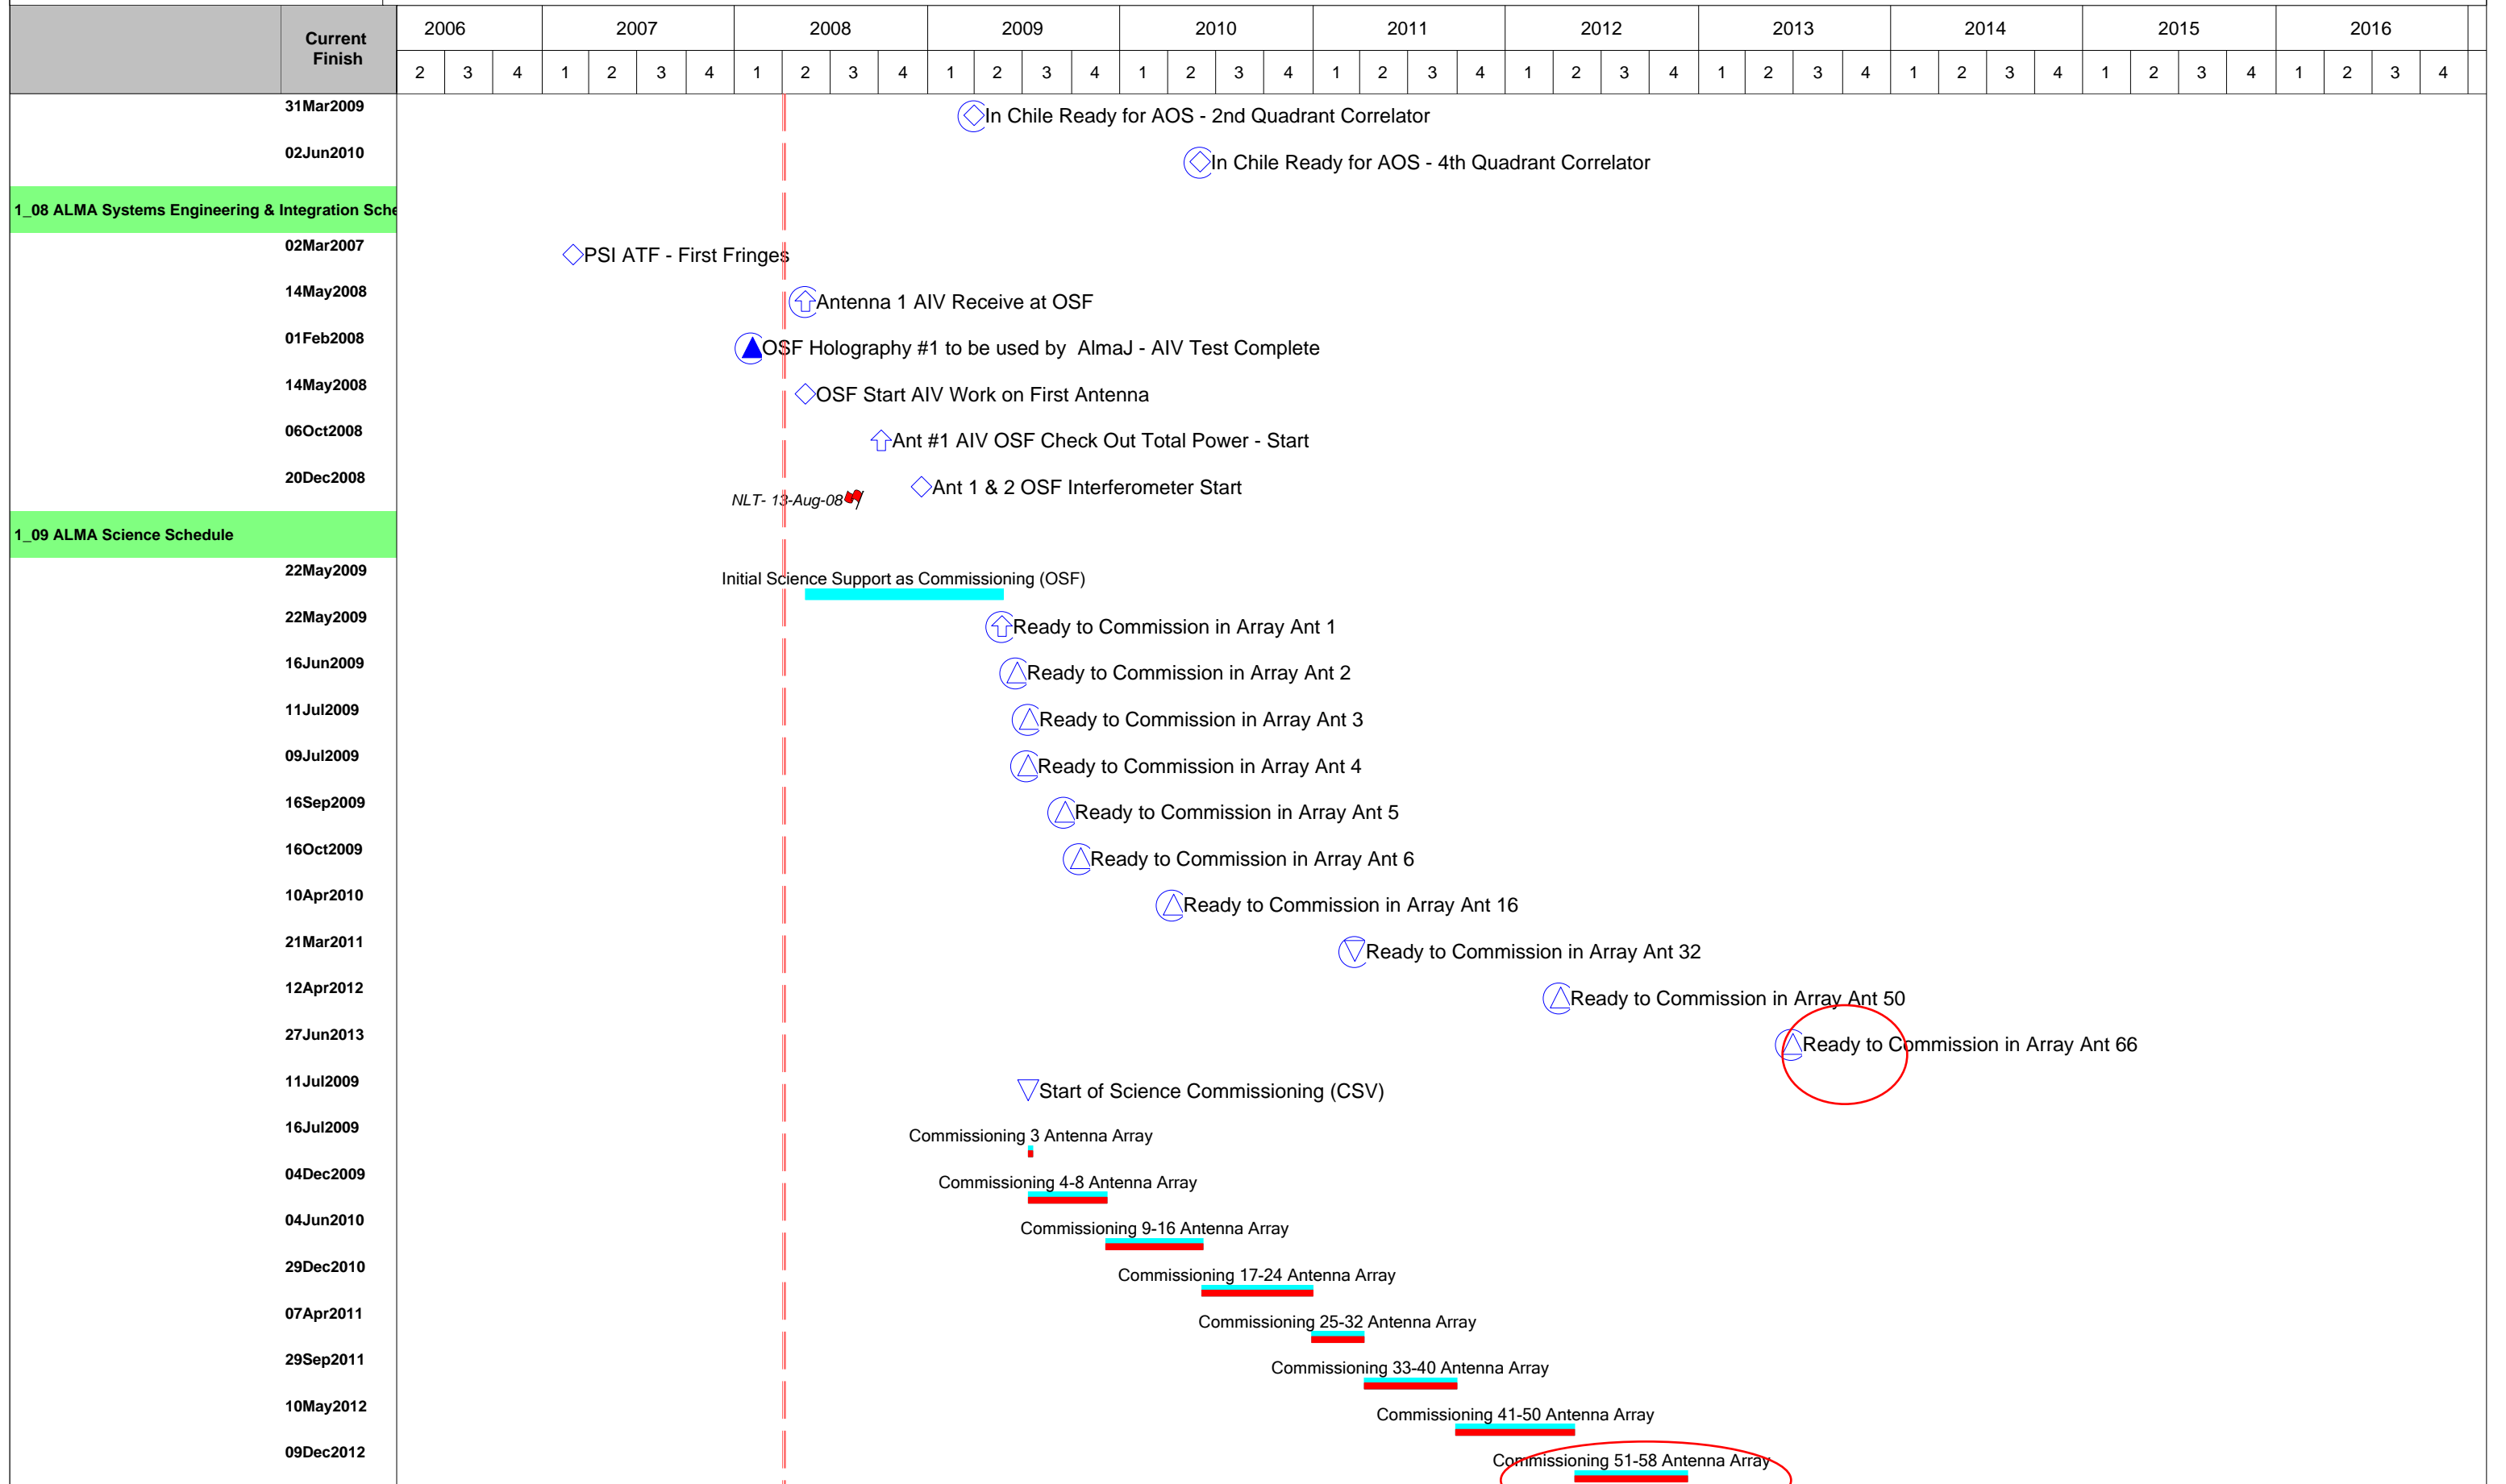 2006 2007 2008 2009 2010 2011 2012 2013 2014 2015 2016
Current
Finish
2 3 4 1 2 3 4 1 2 3 4 1 2 3 4 1 2 3 4 1 2 3 4 1 2 3 4 1 2 3 4 1 2 3 4 1 2 3 4 1 2 3 4
31Mar2009 In Chile Ready for AOS - 2nd Quadrant Correlator
02Jun2010 In Chile Ready for AOS - 4th Quadrant Correlator
1_08 ALMA Systems Engineering & Integration Sche
02Mar2007 PSI ATF - First Fringes
14May2008 Antenna 1 AIV Receive at OSF
01Feb2008 OSF Holography #1 to be used by AlmaJ - AIV Test Complete
14May2008 OSF Start AIV Work on First Antenna
06Oct2008 Ant #1 AIV OSF Check Out Total Power - Start
20Dec2008 Ant 1 & 2 OSF Interferometer Start
NLT- 13-Aug-08
1_09 ALMA Science Schedule
22May2009 Initial Science Support as Commissioning (OSF)
22May2009 Ready to Commission in Array Ant 1
16Jun2009 Ready to Commission in Array Ant 2
11Jul2009 Ready to Commission in Array Ant 3
09Jul2009 Ready to Commission in Array Ant 4
16Sep2009 Ready to Commission in Array Ant 5
16Oct2009 Ready to Commission in Array Ant 6
10Apr2010 Ready to Commission in Array Ant 16
21Mar2011 Ready to Commission in Array Ant 32
12Apr2012 Ready to Commission in Array Ant 50
27Jun2013 Ready to Commission in Array Ant 66
11Jul2009 Start of Science Commissioning (CSV)
16Jul2009 Commissioning 3 Antenna Array
04Dec2009 Commissioning 4-8 Antenna Array
04Jun2010 Commissioning 9-16 Antenna Array
29Dec2010 Commissioning 17-24 Antenna Array
07Apr2011 Commissioning 25-32 Antenna Array
29Sep2011 Commissioning 33-40 Antenna Array
10May2012 Commissioning 41-50 Antenna Array
09Dec2012 Commissioning 51-58 Antenna Array